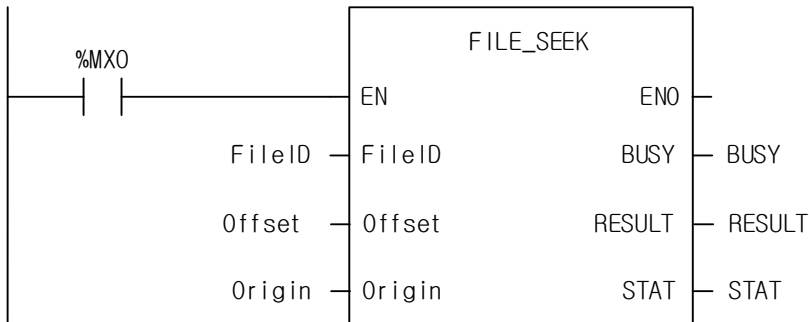 FILE_SEEK
%MX0
EN ENO
FileID FileID BUSY BUSY
Offset Offset RESULT RESULT
Origin Origin STAT STAT